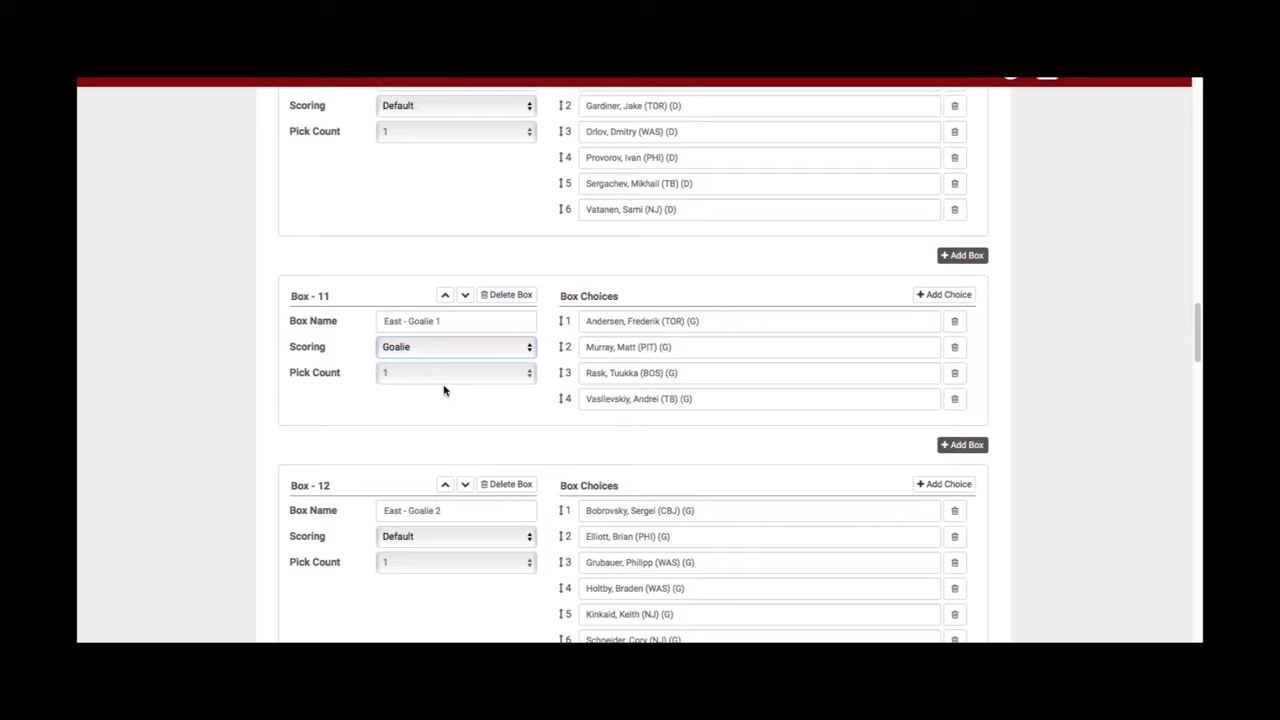 Scoring Default 2 Gardiner, Jake (TOR) (D)
Pick Count 1 3 Orlov, Dmitry (WAS) (D)
4 Provorov, Ivan (PHI) (D)
5 Sergachev, Mikhail (TB) (D)
6 Vatanen, Sami (NJ) (D)
+ Add Box
Box - 11 Delete Box Box Choices + Add Choice
Box Name East - Goalie 1 1 Andersen, Frederik (TOR) (G)
Scoring Goalie 2 Murray, Matt (PIT) (G)
Pick Count 1 3 Rask, Tuukka (BOS) (G)
4 Vasilevskiy, Andrei (TB) (G)
+ Add Box
Box - 12 Delete Box Box Choices + Add Choice
Box Name East - Goalie 2 1 Bobrovsky, Sergei (CBJ) (G)
Scoring Default 2 Elliott, Brian (PHI) (G)
Pick Count 1 3 Grubauer, Philipp (WAS) (G)
4 Holtby, Braden (WAS) (G)
5 Kinkaid, Keith (NJ) (G)
6 Schneider, Cory (NJ) (G)